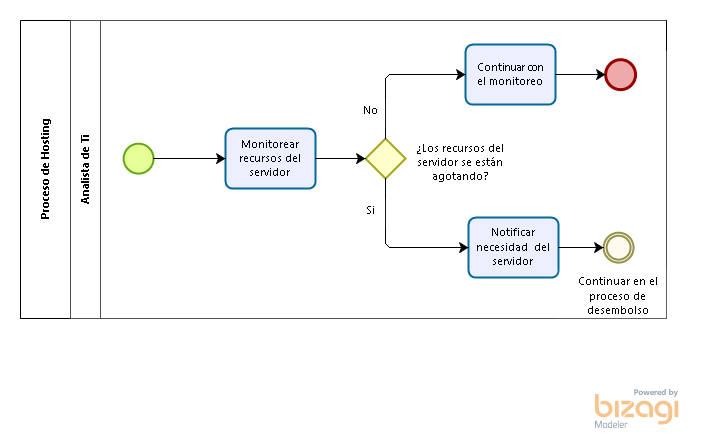 Proceso de Hosting
Analista de Ti
Monitorear
recursos del
servidor
No
Si
¿Los recursos del
servidor se están
agotando?
Continuar con
el monitoreo
Notificar
necesidad del
servidor
Continuar en el
proceso de
desembolso
Powered by
bizagi
Modeler